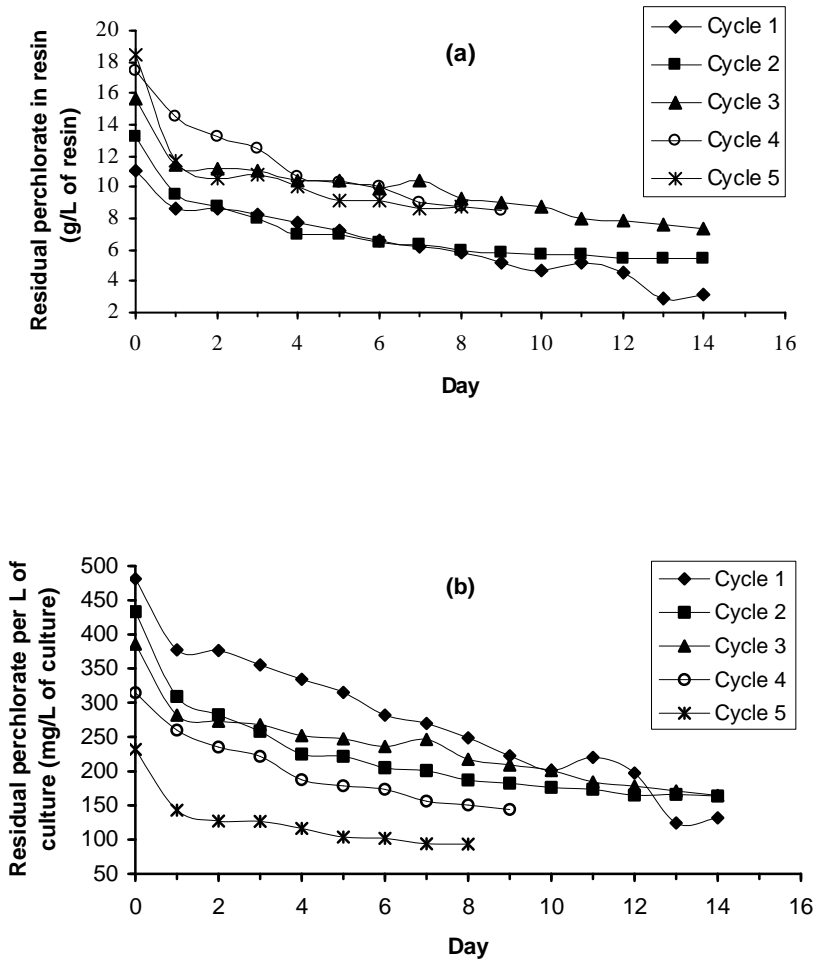 (a)
Residual perchlorate in resin
(g/L of resin)
20
18
16
14
12
10
8
6
4
2
0
2
4
6
8
10
12
14
16
Day
Cycle 1
Cycle 2
Cycle 3
Cycle 4
Cycle 5
(b)
Residual perchlorate per L of
culture (mg/L of culture)
500
450
400
350
300
250
200
150
100
50
0
2
4
6
8
10
12
14
16
Day
Cycle 1
Cycle 2
Cycle 3
Cycle 4
Cycle 5